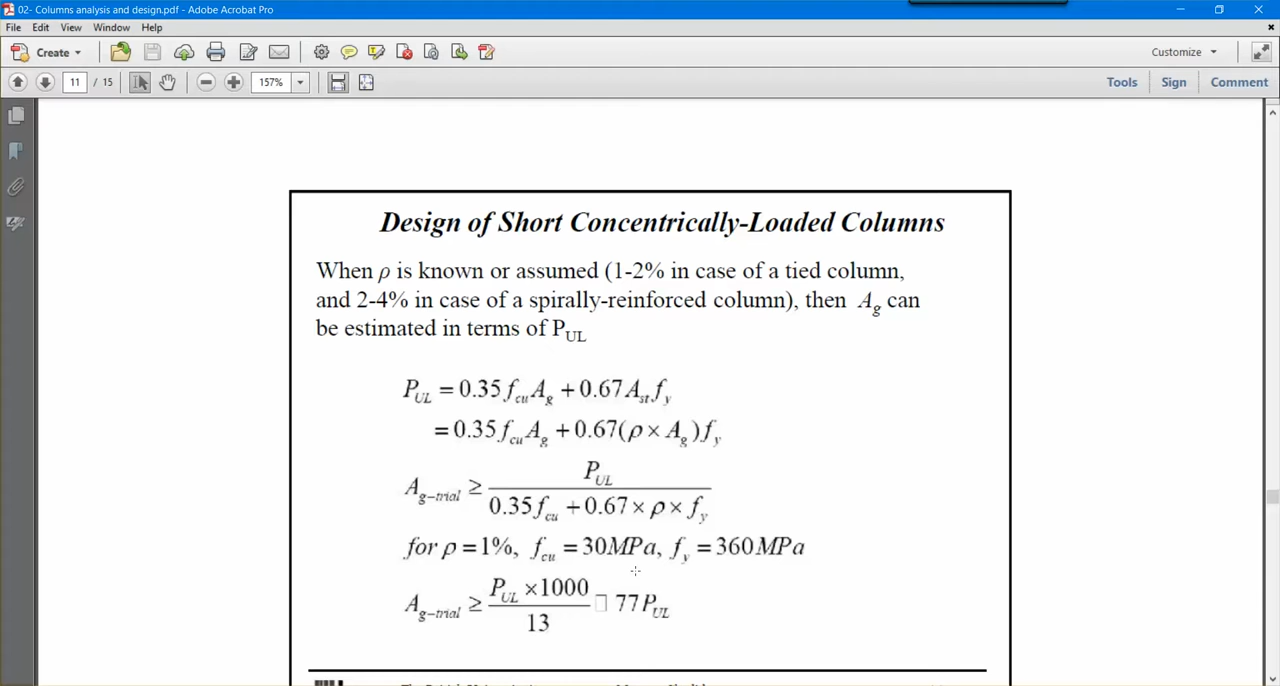 02- Columns analysis and design.pdf - Adobe Acrobat Pro
File Edit View Window Help
Create Customize
11 / 15 157% Tools Sign Comment
Design of Short Concentrically-Loaded Columns
When ρ is known or assumed (1-2% in case of a tied column,
and 2-4% in case of a spirally-reinforced column), then A_g can
be estimated in terms of P_UL
P_UL = 0.35 f_cu A_g + 0.67 A_st f_y
= 0.35 f_cu A_g + 0.67(ρ × A_g) f_y
A_g-trial ≥ P_UL / (0.35 f_cu + 0.67 × ρ × f_y)
for ρ = 1%, f_cu = 30 MPa, f_y = 360 MPa
A_g-trial ≥ P_UL × 1000 / 13 □ 77 P_UL